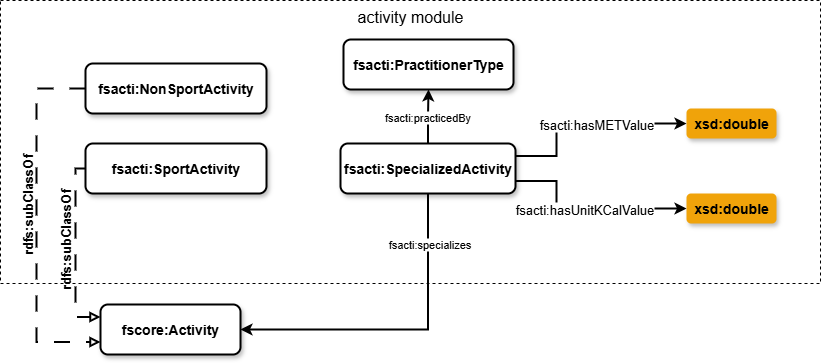 activity module
fsacti:PractitionerType
fsacti:NonSportActivity
fsacti:practicedBy
fsacti:hasMETValue
xsd:double
fsacti:SportActivity
fsacti:SpecializedActivity
rdfs:subClassOf
rdfs:subClassOf
fsacti:hasUnitKCalValue
xsd:double
fsacti:specializes
fscore:Activity